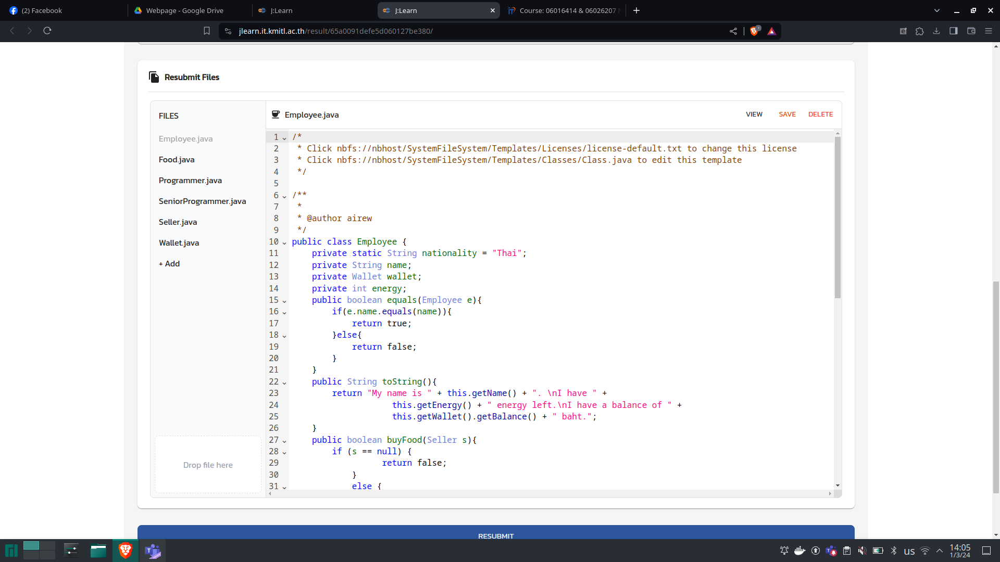 (2) Facebook
Webpage - Google Drive
J:Learn
J:Learn
Course: 06016414 & 06026207
jlearn.it.kmitl.ac.th/result/65a0091defe5d060127be380/
Resubmit Files
FILES
Employee.java
Food.java
Programmer.java
SeniorProgrammer.java
Seller.java
Wallet.java
+ Add
Drop file here
Employee.java
VIEW
SAVE
DELETE
1 /*
2  * Click nbfs://nbhost/SystemFileSystem/Templates/Licenses/license-default.txt to change this license
3  * Click nbfs://nbhost/SystemFileSystem/Templates/Classes/Class.java to edit this template
4  */
5
6 /**
7  *
8  * @author airew
9  */
10 public class Employee {
11     private static String nationality = "Thai";
12     private String name;
13     private Wallet wallet;
14     private int energy;
15     public boolean equals(Employee e){
16         if(e.name.equals(name)){
17             return true;
18         }else{
19             return false;
20         }
21     }
22     public String toString(){
23         return "My name is " + this.getName() + ". \nI have " +
24                     this.getEnergy() + " energy left.\nI have a balance of " +
25                     this.getWallet().getBalance() + " baht.";
26     }
27     public boolean buyFood(Seller s){
28         if (s == null) {
29                   return false;
30             }
31             else {
RESUBMIT
us
14:05
1/3/24